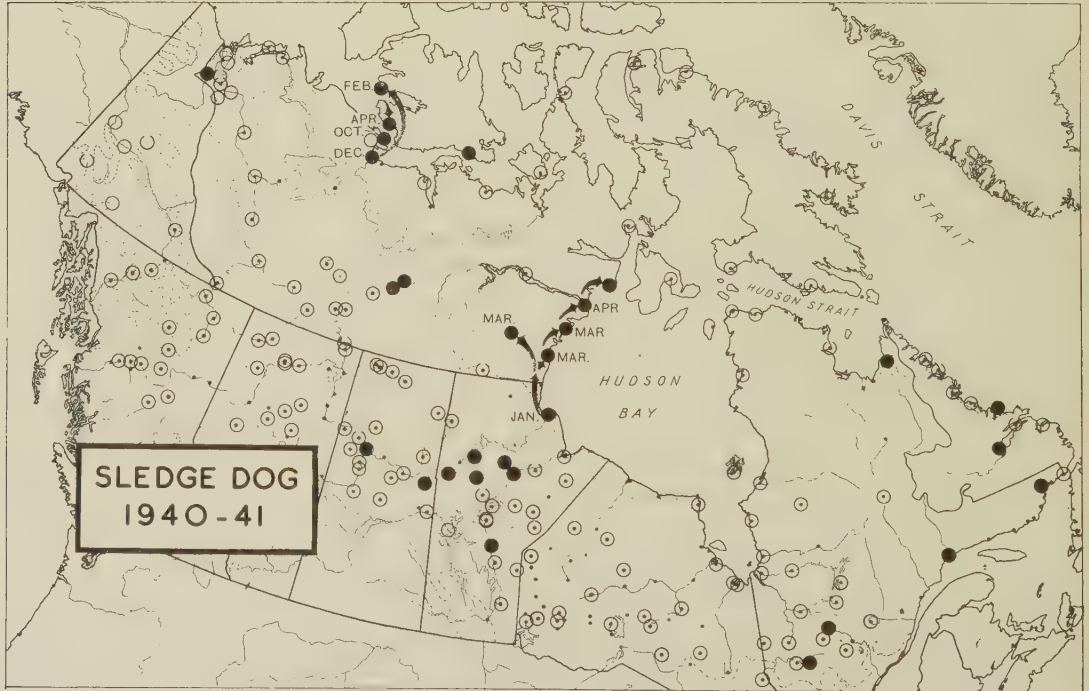 FEB.
APR.
OCT.
DEC.
DAVIS
STRAIT
HUDSON STRAIT
APR
MAR.
MAR
MAR.
HUDSON
BAY
JAN.
SLEDGE DOG
1940-41